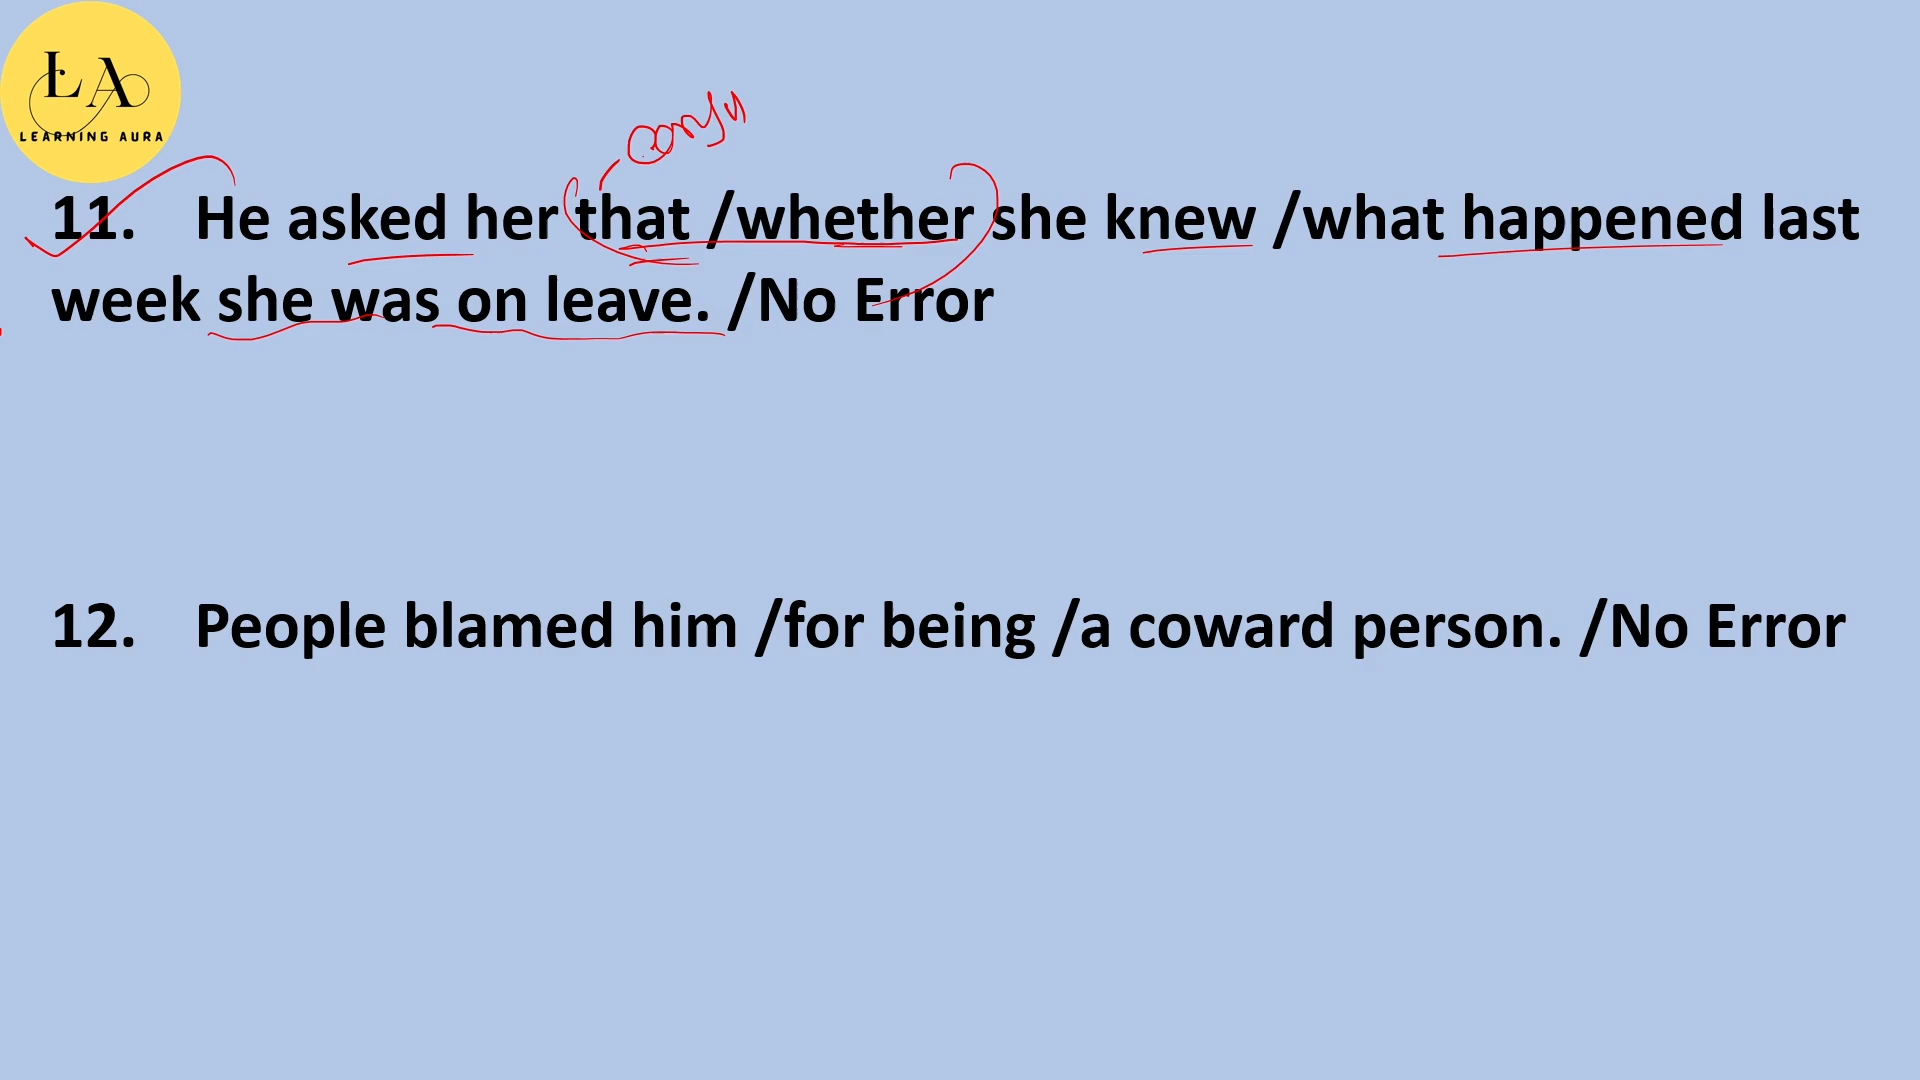 LA
LEARNING AURA
conju
11. He asked her that /whether she knew /what happened last
week she was on leave. /No Error
12. People blamed him /for being /a coward person. /No Error